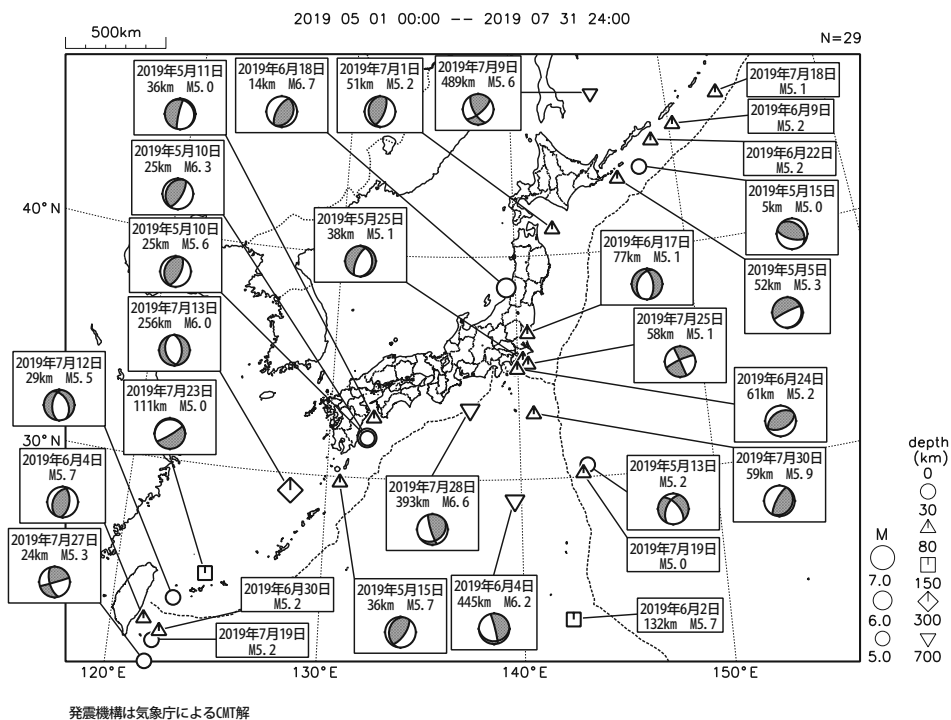 2019 05 01 00:00 -- 2019 07 31 24:00
500km
N=29
2019年5月11日
36km M5.0
2019年6月18日
14km M6.7
2019年7月1日
51km M5.2
2019年7月9日
489km M5.6
2019年7月18日
M5.1
2019年6月9日
M5.2
2019年6月22日
M5.2
2019年5月10日
25km M6.3
2019年5月15日
5km M5.0
40°N
2019年5月10日
25km M5.6
2019年5月25日
38km M5.1
2019年6月17日
77km M5.1
2019年5月5日
52km M5.3
2019年7月13日
256km M6.0
2019年7月25日
58km M5.1
2019年7月12日
29km M5.5
2019年7月23日
111km M5.0
2019年6月24日
61km M5.2
30°N
2019年6月4日
M5.7
2019年7月28日
393km M6.6
2019年5月13日
M5.2
2019年7月30日
59km M5.9
2019年7月27日
24km M5.3
2019年7月19日
M5.0
2019年6月30日
M5.2
2019年5月15日
36km M5.7
2019年6月4日
445km M6.2
2019年6月2日
132km M5.7
2019年7月19日
M5.2
120°E
130°E
140°E
150°E
M
7.0
6.0
5.0
depth
(km)
0
30
80
150
300
700
発震機構は気象庁によるCMT解